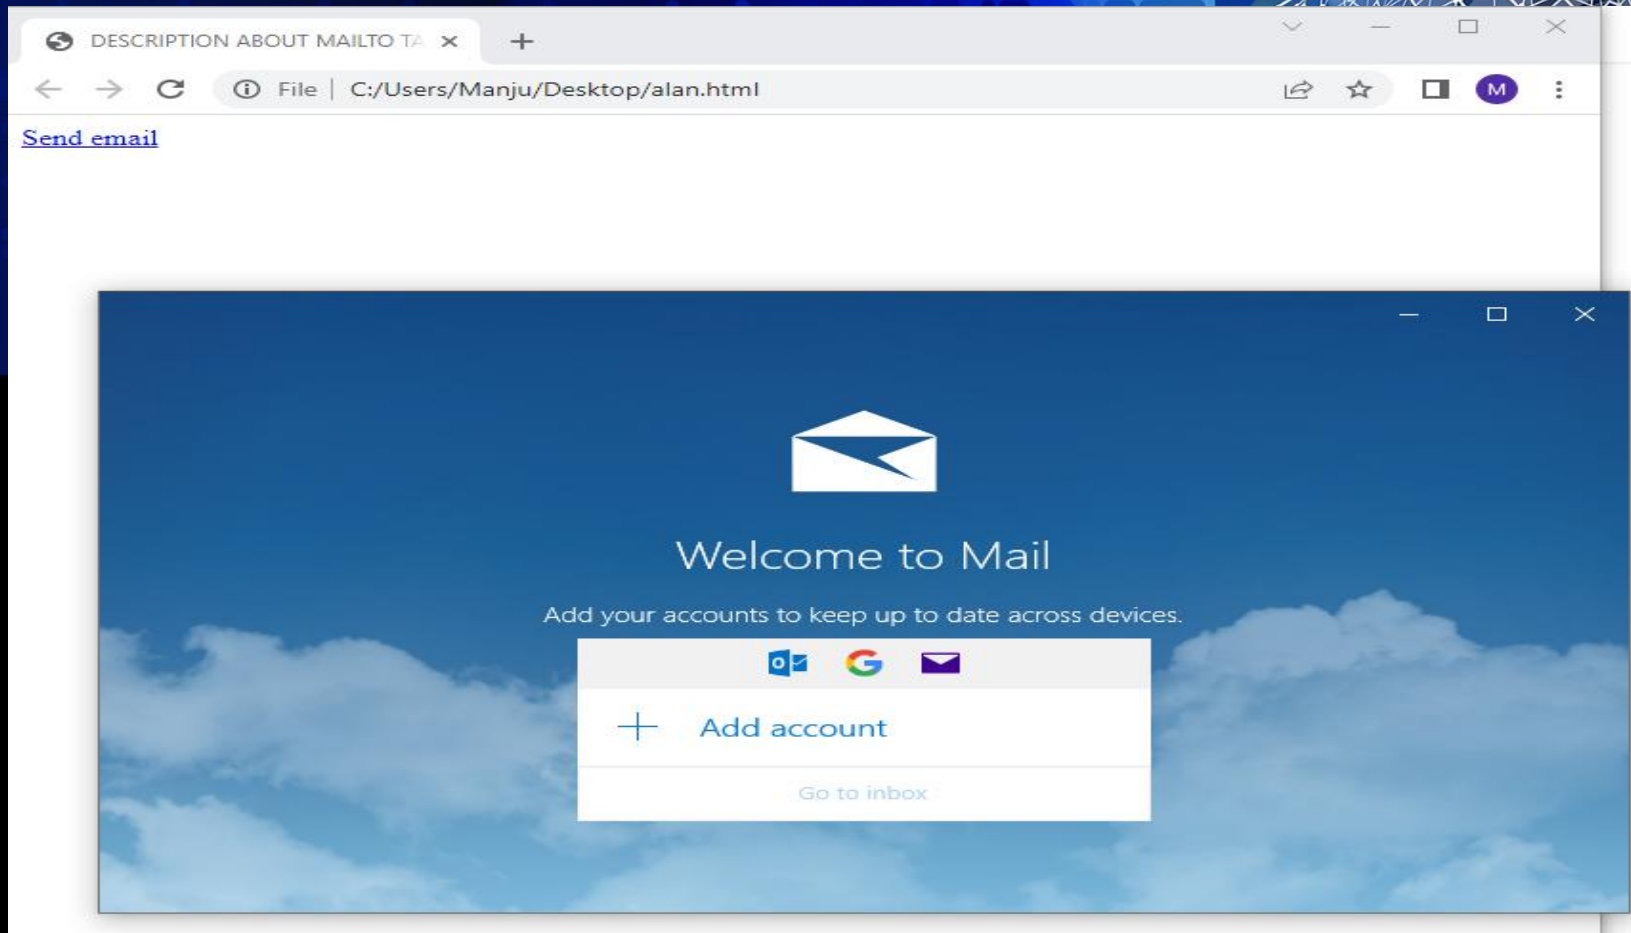 DESCRIPTION ABOUT MAILTO TA
File | C:/Users/Manju/Desktop/alan.html
M
Send email
Welcome to Mail
Add your accounts to keep up to date across devices.
Add account
Go to inbox